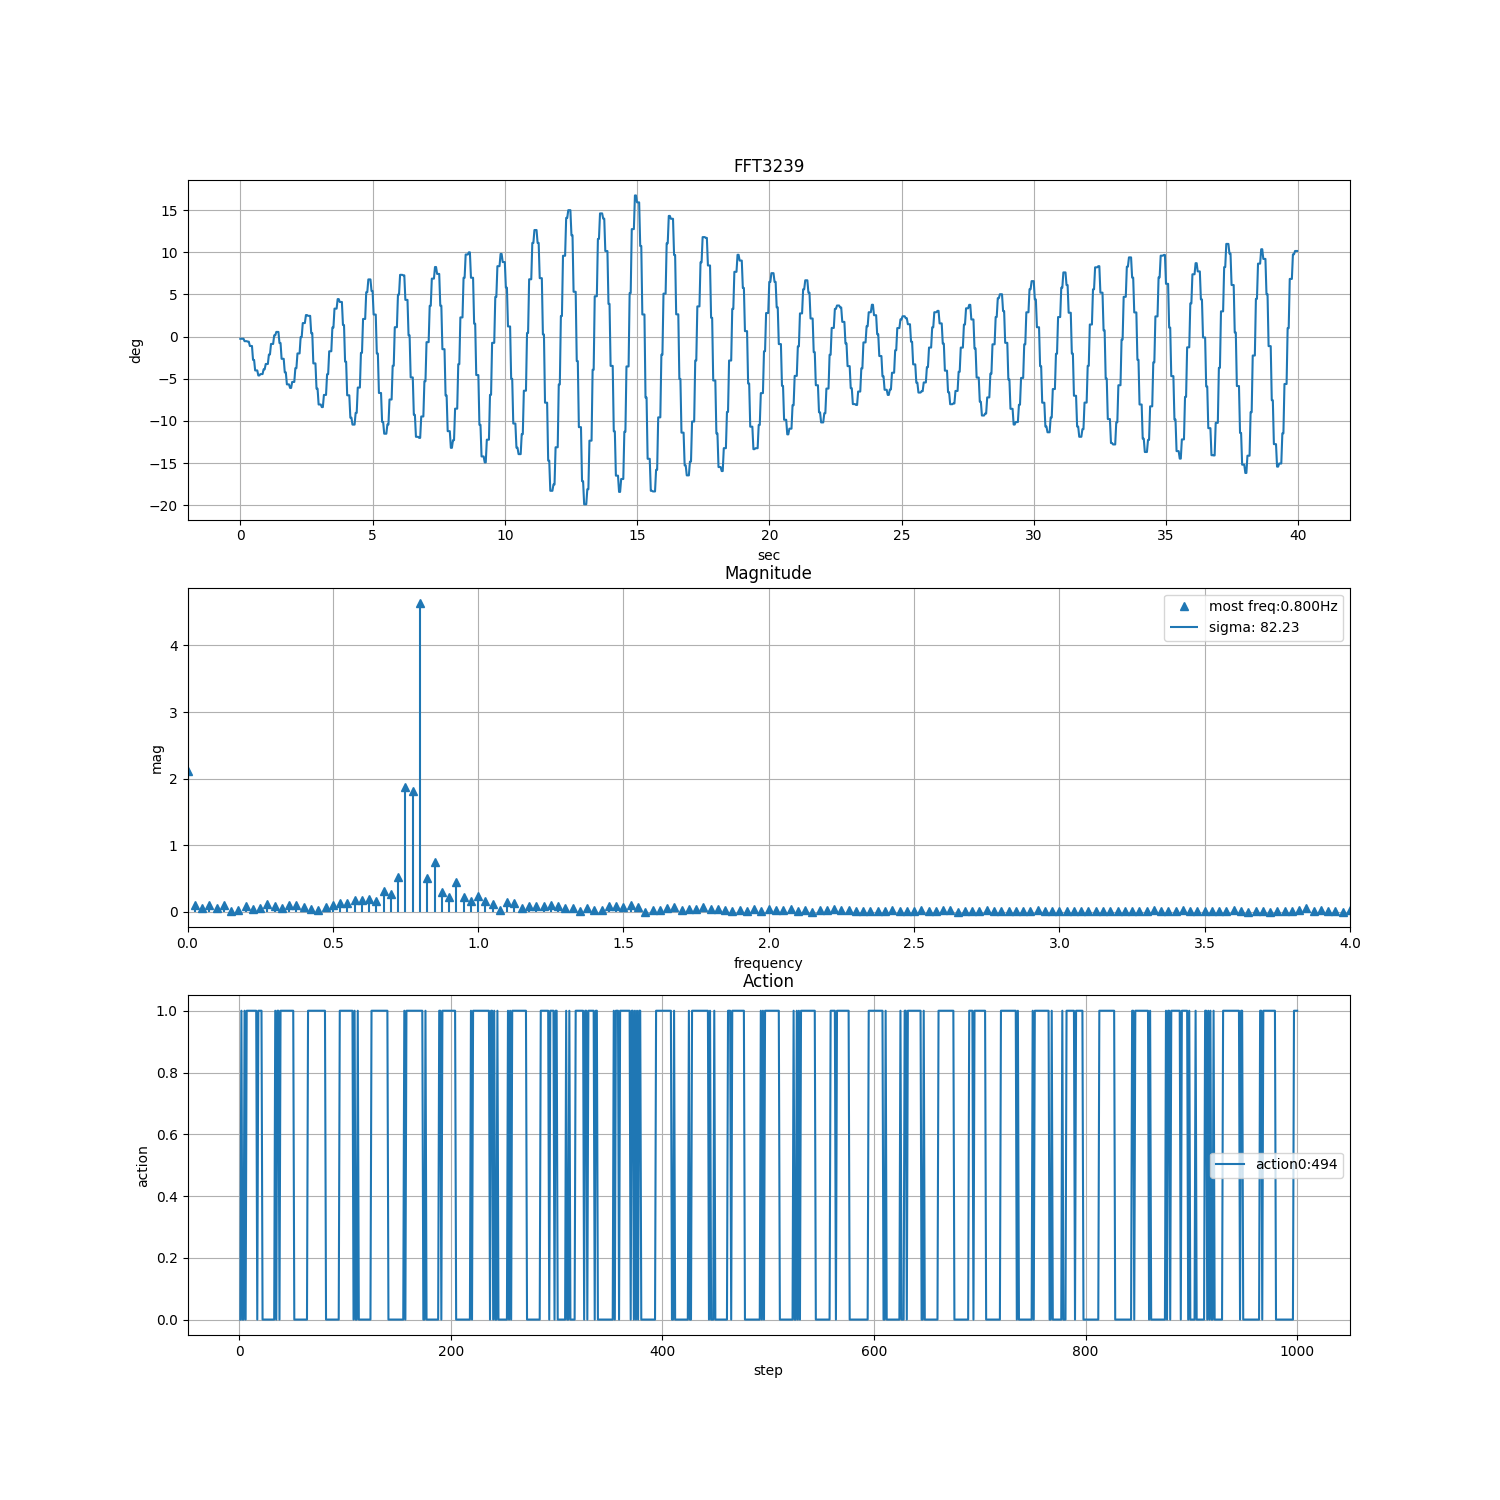 FFT3239
15
10
5
0
−5
−10
−15
−20
deg
0 5 10 15 20 25 30 35 40
sec
Magnitude
most freq:0.800Hz
sigma: 82.23
4
3
2
1
0
mag
0.0 0.5 1.0 1.5 2.0 2.5 3.0 3.5 4.0
frequency
Action
1.0
0.8
0.6
0.4
0.2
0.0
action
action0:494
0 200 400 600 800 1000
step